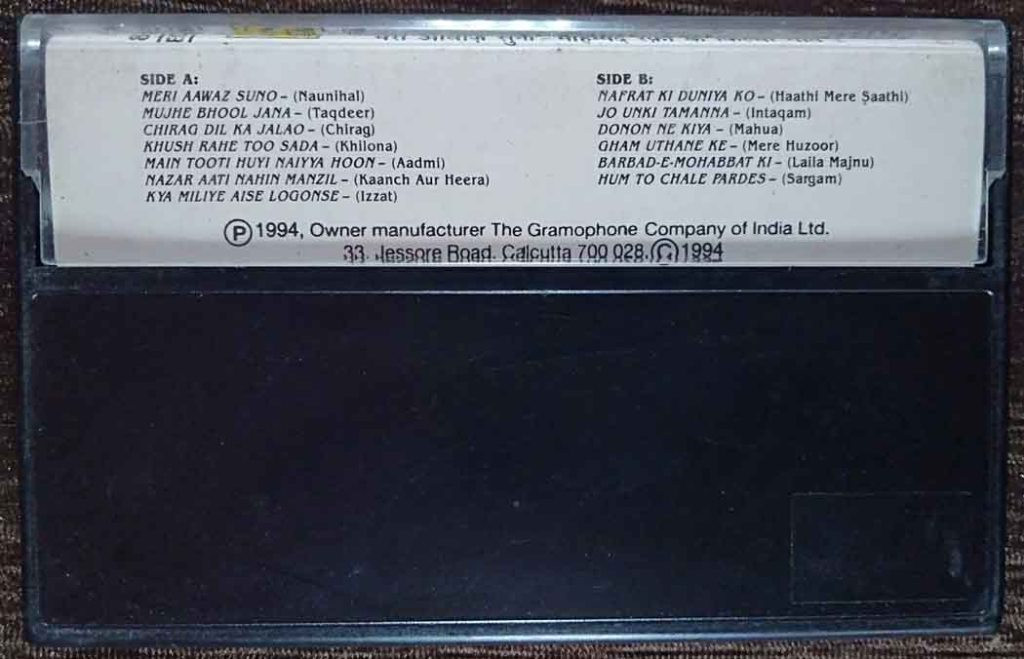 SIDE A:
MERI AAWAZ SUNO – (Naunihal)
MUJHE BHOOL JANA – (Taqdeer)
CHIRAG DIL KA JALAO – (Chirag)
KHUSH RAHE TOO SADA – (Khilona)
MAIN TOOTI HUYI NAIYYA HOON – (Aadmi)
NAZAR AATI NAHIN MANZIL – (Kaanch Aur Heera)
KYA MILIYE AISE LOGONSE – (Izzat)
SIDE B:
NAFRAT KI DUNIYA KO – (Haathi Mere Saathi)
JO UNKI TAMANNA – (Intaqam)
DONON NE KIYA – (Mahua)
GHAM UTHANE KE – (Mere Huzoor)
BARBAD-E-MOHABBAT KI – (Laila Majnu)
HUM TO CHALE PARDES – (Sargam)
Ⓟ 1994, Owner manufacturer The Gramophone Company of India Ltd.
33, Jessore Road, Calcutta 700 028. Ⓒ 1994